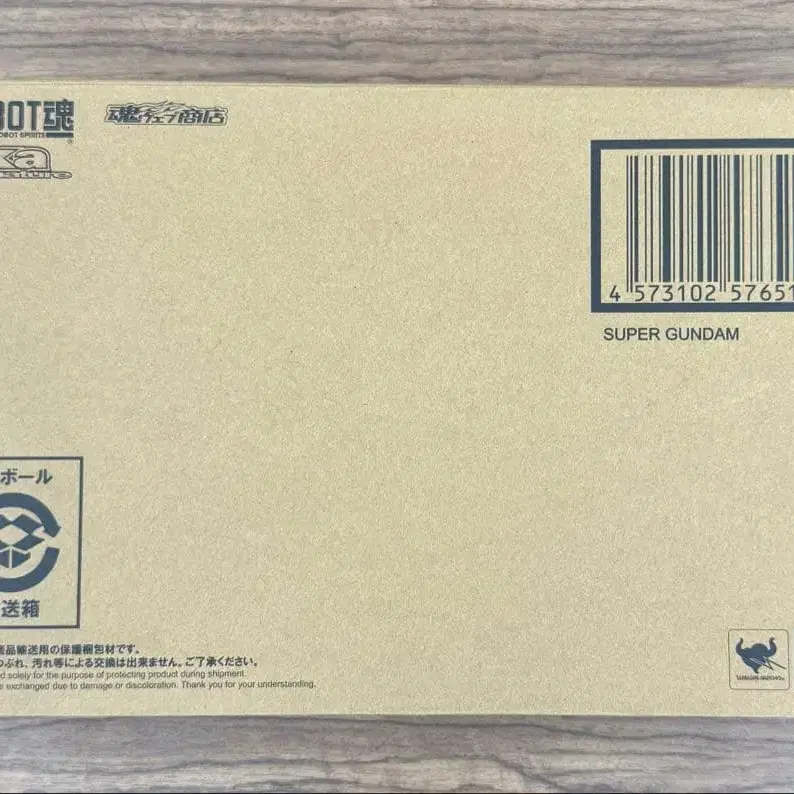 BOT魂
ROBOT SPIRITS
®
魂ウェブ商店
Ka
4 573102 57651
SUPER GUNDAM
ボール
送箱
商品輸送用の保護梱包材です。
つぶれ、汚れ等による交換は出来ません。ご了承ください。
d solely for the purpose of protecting product during shipment.
e exchanged due to damage or discoloration. Thank you for your understanding.
TAMASHII NATIONS